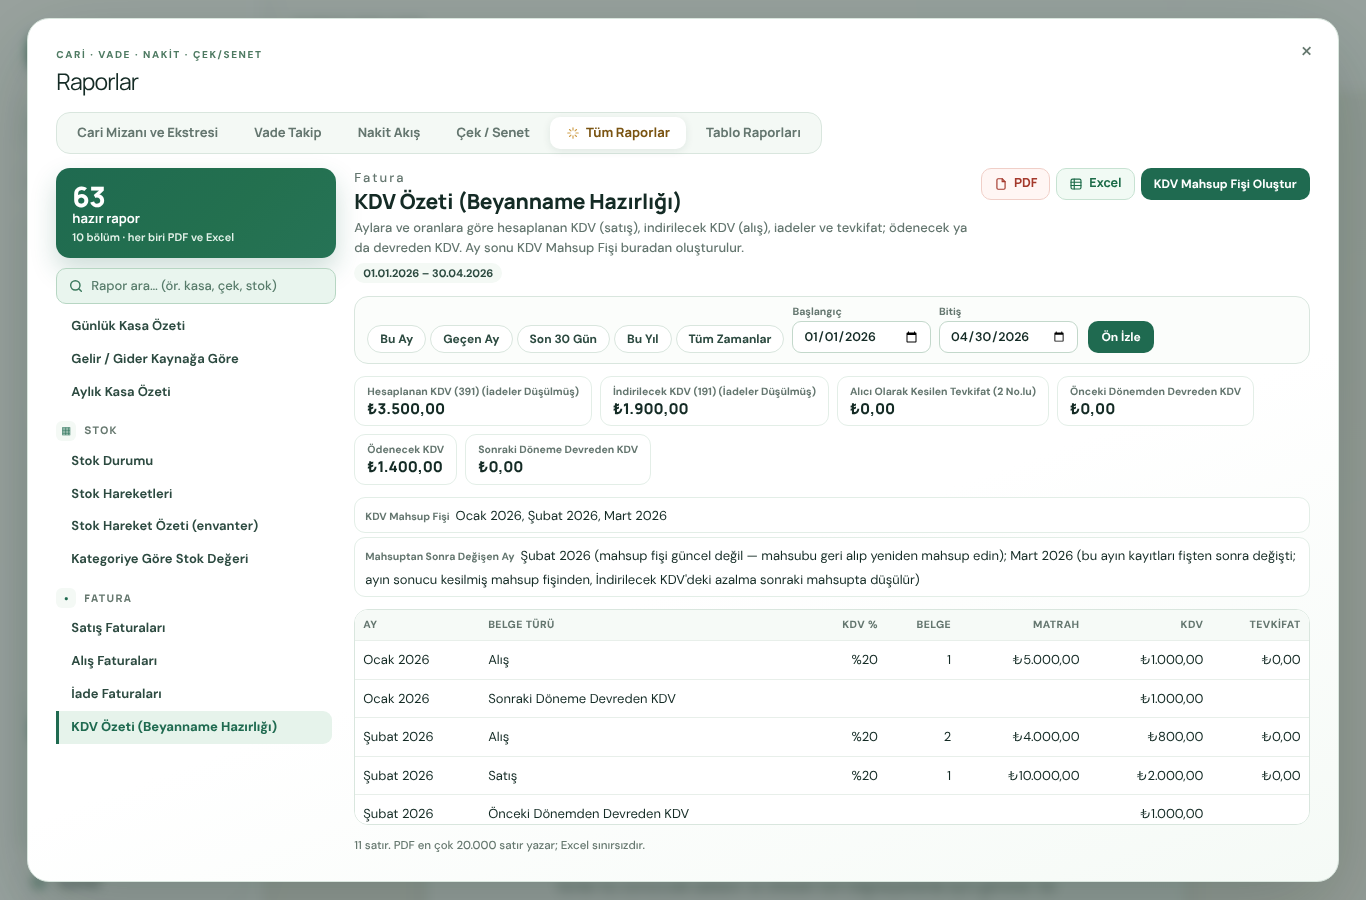 CARİ · VADE · NAKİT · ÇEK/SENET
Raporlar
×
Cari Mizanı ve Ekstresi
Vade Takip
Nakit Akış
Çek / Senet
Tüm Raporlar
Tablo Raporları
63
hazır rapor
10 bölüm · her biri PDF ve Excel
Rapor ara... (ör. kasa, çek, stok)
Günlük Kasa Özeti
Gelir / Gider Kaynağa Göre
Aylık Kasa Özeti
STOK
Stok Durumu
Stok Hareketleri
Stok Hareket Özeti (envanter)
Kategoriye Göre Stok Değeri
FATURA
Satış Faturaları
Alış Faturaları
İade Faturaları
KDV Özeti (Beyanname Hazırlığı)
Fatura
KDV Özeti (Beyanname Hazırlığı)
Aylara ve oranlara göre hesaplanan KDV (satış), indirilecek KDV (alış), iadeler ve tevkifat; ödenecek ya
da devreden KDV. Ay sonu KDV Mahsup Fişi buradan oluşturulur.
01.01.2026 – 30.04.2026
PDF
Excel
KDV Mahsup Fişi Oluştur
Bu Ay
Geçen Ay
Son 30 Gün
Bu Yıl
Tüm Zamanlar
Başlangıç
01/01/2026
Bitiş
04/30/2026
Ön İzle
Hesaplanan KDV (391) (İadeler Düşülmüş)
₺3.500,00
İndirilecek KDV (191) (İadeler Düşülmüş)
₺1.900,00
Alıcı Olarak Kesilen Tevkifat (2 No.lu)
₺0,00
Önceki Dönemden Devreden KDV
₺0,00
Ödenecek KDV
₺1.400,00
Sonraki Döneme Devreden KDV
₺0,00
KDV Mahsup Fişi Ocak 2026, Şubat 2026, Mart 2026
Mahsuptan Sonra Değişen Ay Şubat 2026 (mahsup fişi güncel değil — mahsubu geri alıp yeniden mahsup edin); Mart 2026 (bu ayın kayıtları fişten sonra değişti;
ayın sonucu kesilmiş mahsup fişinden, İndirilecek KDV'deki azalma sonraki mahsupta düşülür)
AY BELGE TÜRÜ KDV % BELGE MATRAH KDV TEVKİFAT
Ocak 2026 Alış %20 1 ₺5.000,00 ₺1.000,00 ₺0,00
Ocak 2026 Sonraki Döneme Devreden KDV ₺1.000,00
Şubat 2026 Alış %20 2 ₺4.000,00 ₺800,00 ₺0,00
Şubat 2026 Satış %20 1 ₺10.000,00 ₺2.000,00 ₺0,00
Şubat 2026 Önceki Dönemden Devreden KDV ₺1.000,00
11 satır. PDF en çok 20.000 satır yazar; Excel sınırsızdır.